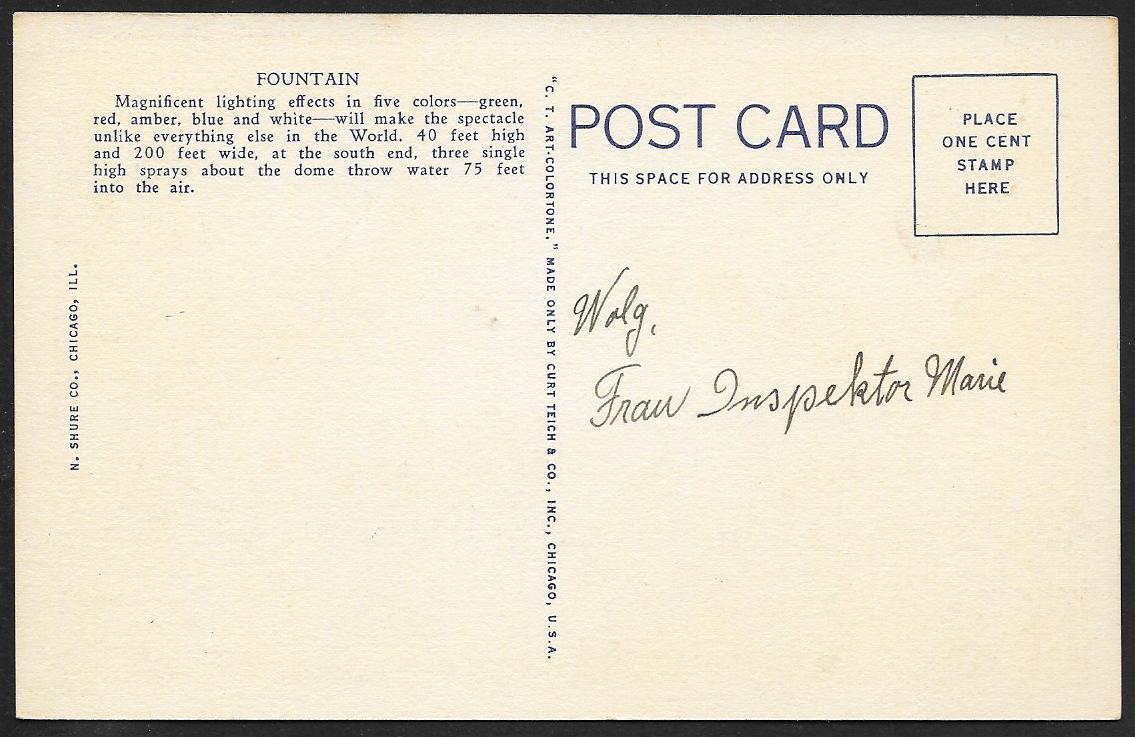 FOUNTAIN
Magnificent lighting effects in five colors—green,
red, amber, blue and white—will make the spectacle
unlike everything else in the World. 40 feet high
and 200 feet wide, at the south end, three single
high sprays about the dome throw water 75 feet
into the air.
N. SHURE CO., CHICAGO, ILL.
"C. T. ART-COLORTONE," MADE ONLY BY CURT TEICH & CO., INC., CHICAGO, U.S.A.
POST CARD
THIS SPACE FOR ADDRESS ONLY
PLACE
ONE CENT
STAMP
HERE
Wolg,
Frau Inspektor Marie